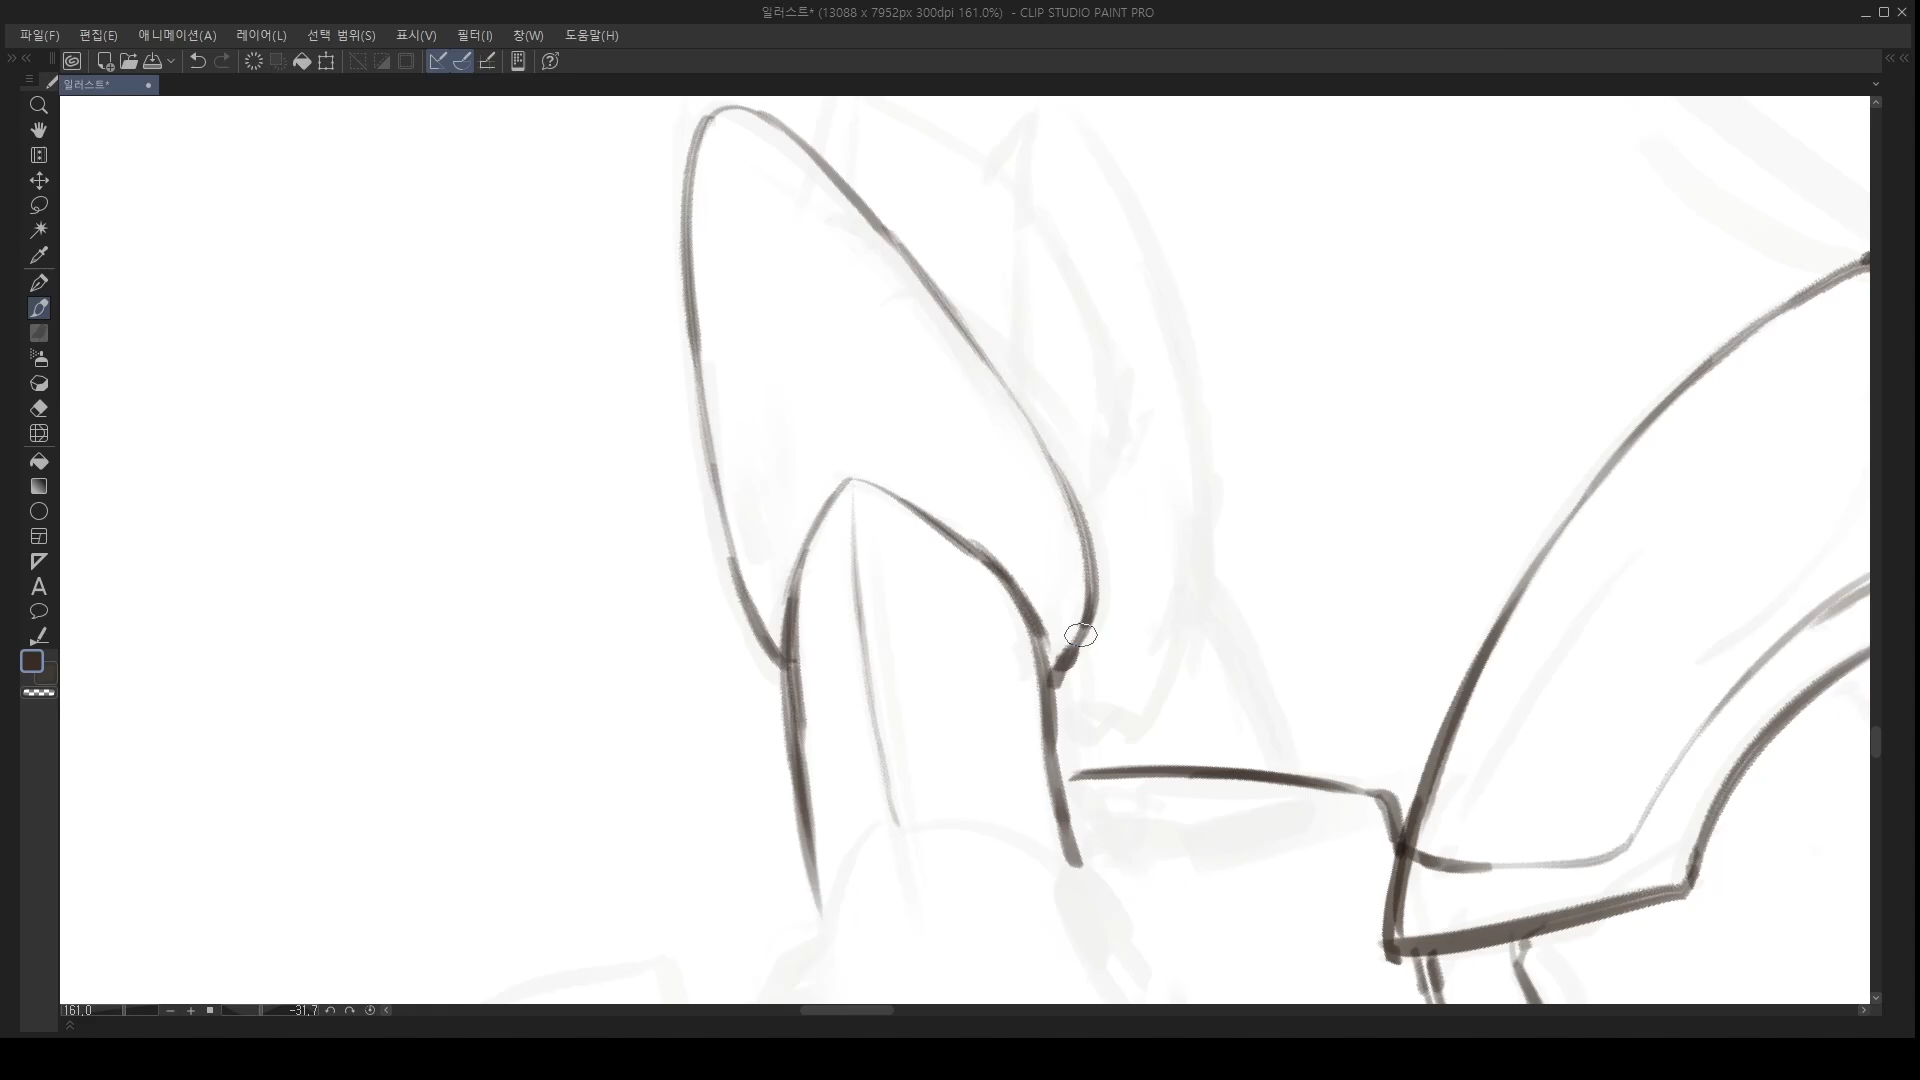 일러스트* (13088 x 7952px 300dpi 161.0%) - CLIP STUDIO PAINT PRO
파일(F) 편집(E) 애니메이션(A) 레이어(L) 선택 범위(S) 표시(V) 필터(I) 창(W) 도움말(H)
일러스트*
161.0 -31.7